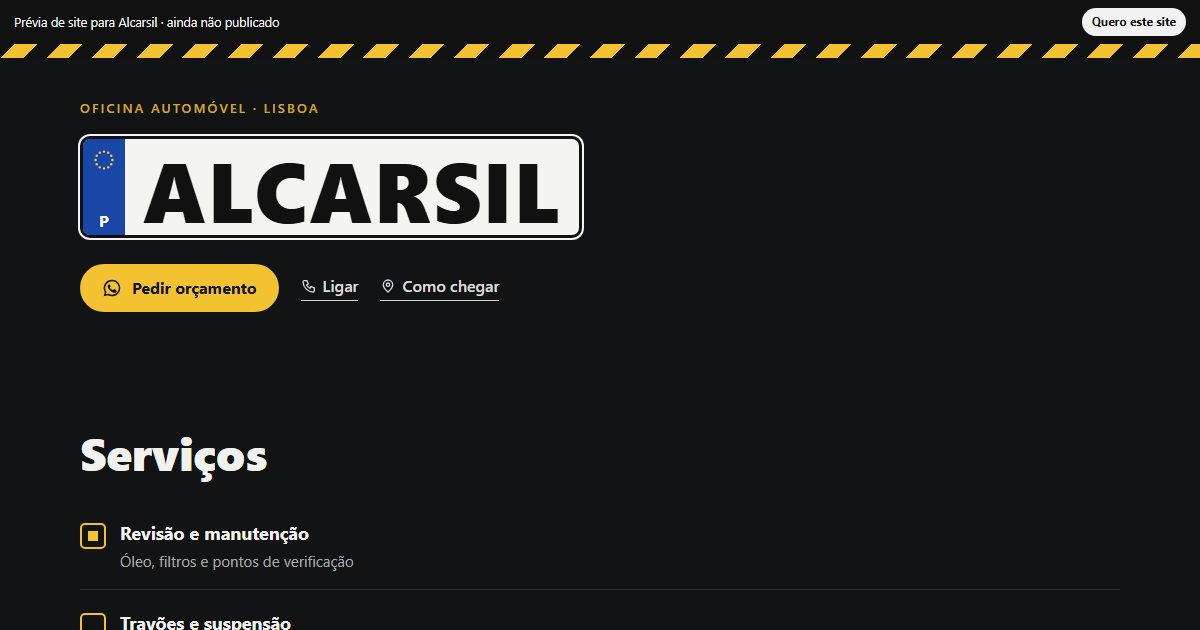 Prévia de site para Alcarsil · ainda não publicado
Quero este site
OFICINA AUTOMÓVEL · LISBOA
P
ALCARSIL
Pedir orçamento
Ligar
Como chegar
Serviços
Revisão e manutenção
Óleo, filtros e pontos de verificação
Travões e suspensão